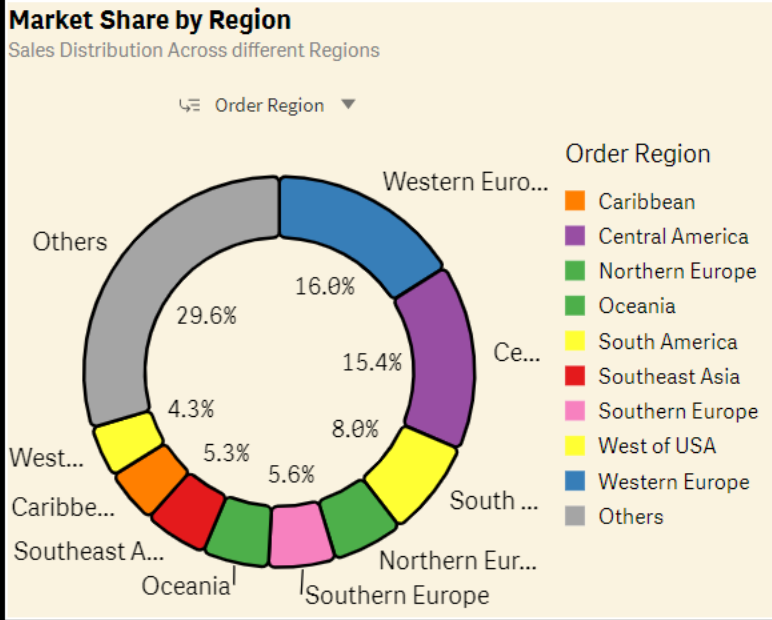 Market Share by Region
Sales Distribution Across different Regions
Order Region
Western Euro...
Others
16.0%
29.6%
Ce...
15.4%
4.3%
8.0%
5.3%
West...
5.6%
South ...
Caribbe...
Southeast A...
Northern Eur...
Oceania
Southern Europe
Order Region
Caribbean
Central America
Northern Europe
Oceania
South America
Southeast Asia
Southern Europe
West of USA
Western Europe
Others